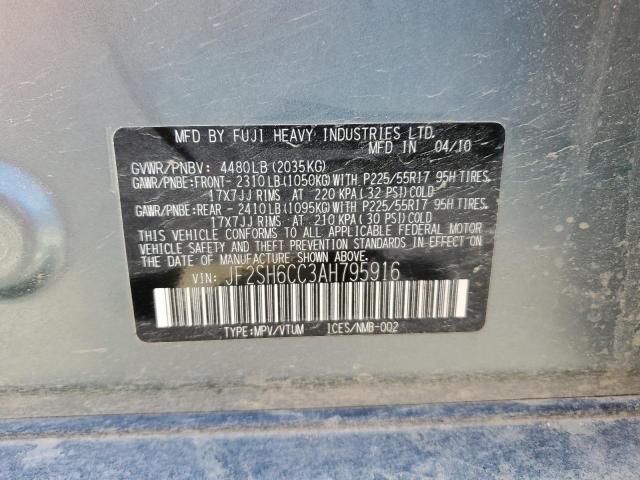 MFD BY FUJI HEAVY INDUSTRIES LTD.
MFD IN 04/10
GVWR/PNBV: 4480LB (2035KG)
GAWR/PNBE:FRONT- 2310LB(1050KG)WITH P225/55R17 95H TIRES.
17X7JJ RIMS AT 220 KPA (32 PSI)COLD
GAWR/PNBE:REAR - 2410LB(1095KG)WITH P225/55R17 95H TIRES.
17X7JJ RIMS AT 210 KPA (30 PSI)COLD
THIS VEHICLE CONFORMS TO ALL APPLICABLE FEDERAL MOTOR
VEHICLE SAFETY AND THEFT PREVENTION STANDARDS IN EFFECT
ON THE DATE OF MANUFACTURE SHOWN ABOVE.
VIN: JF2SH6CC3AH795916
TYPE:MPV/VTUM ICES/NMB-002